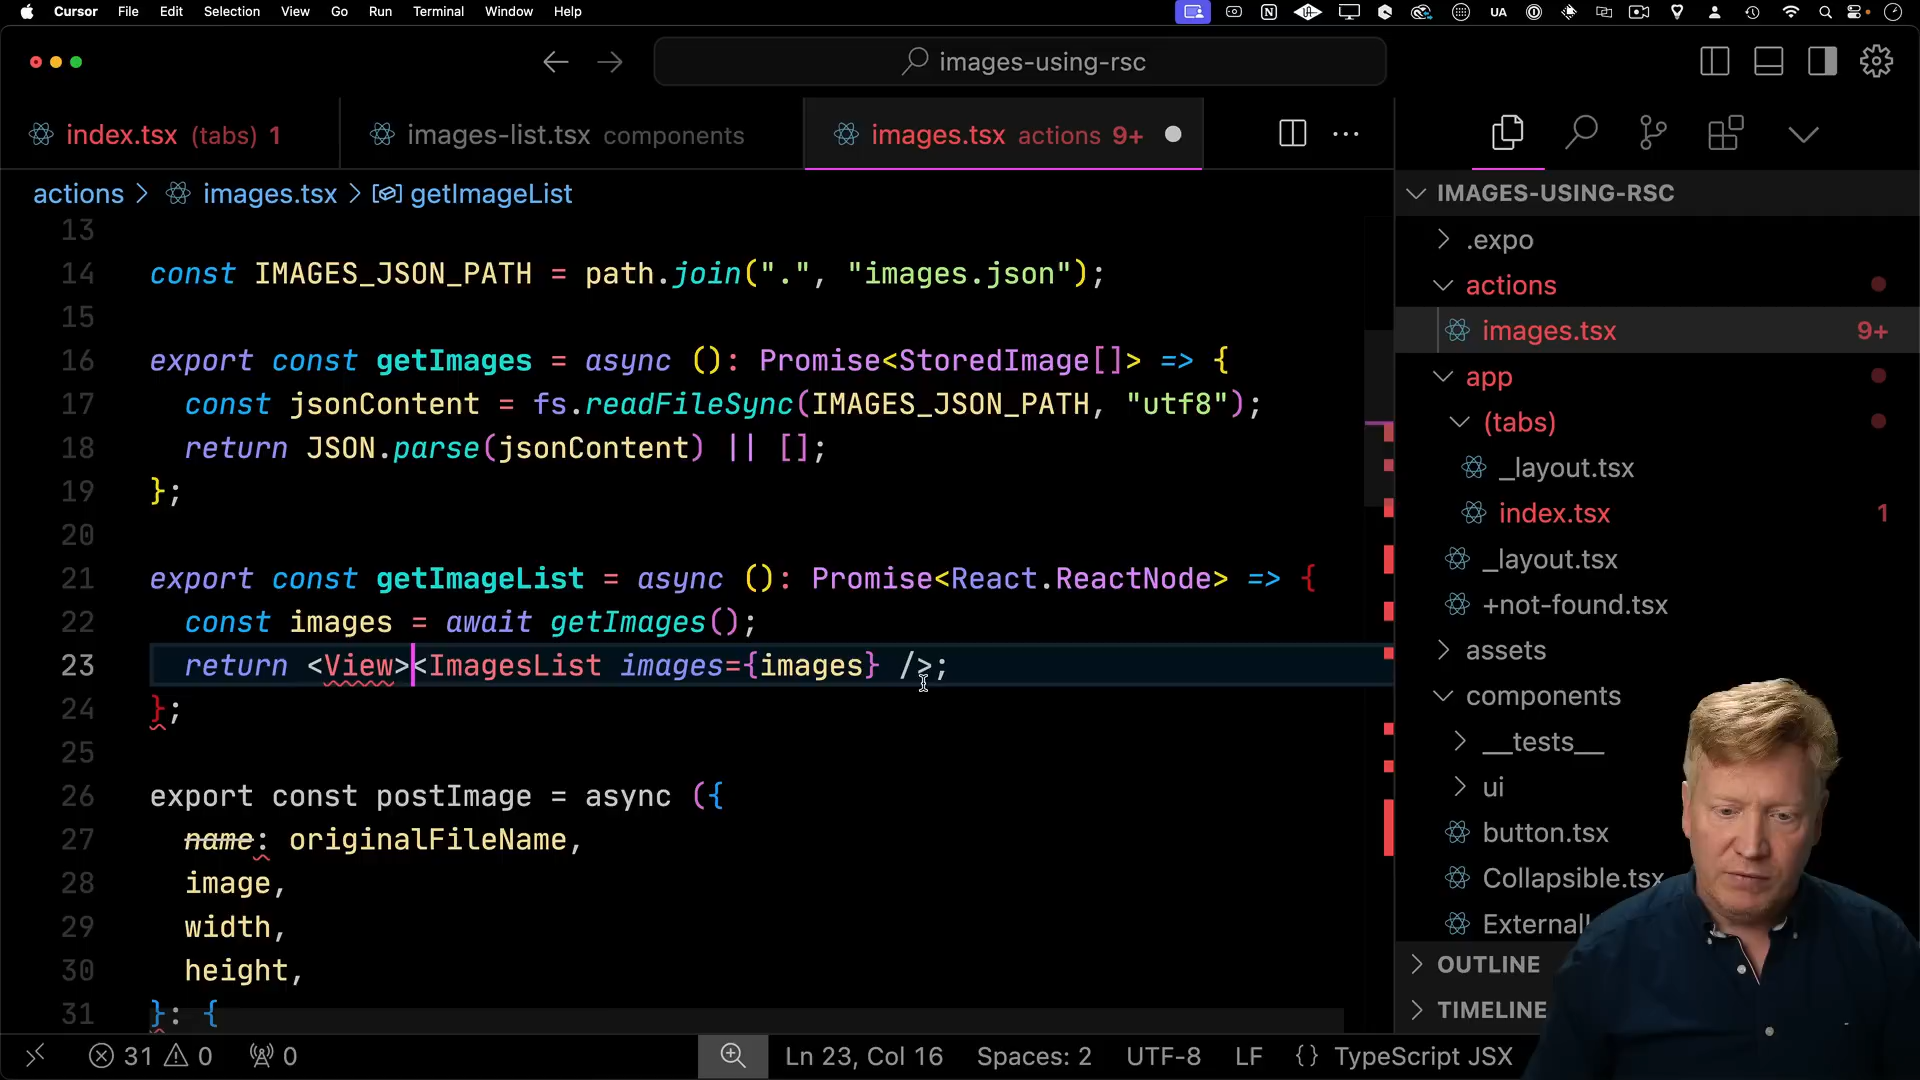 Cursor File Edit Selection View Go Run Terminal Window Help
UA
images-using-rsc
index.tsx (tabs) 1
images-list.tsx components
images.tsx actions 9+
actions > images.tsx > getImageList
13
14 const IMAGES_JSON_PATH = path.join(".", "images.json");
15
16 export const getImages = async (): Promise<StoredImage[]> => {
17 const jsonContent = fs.readFileSync(IMAGES_JSON_PATH, "utf8");
18 return JSON.parse(jsonContent) || [];
19 };
20
21 export const getImageList = async (): Promise<React.ReactNode> => {
22 const images = await getImages();
23 return <View><ImagesList images={images} />;
24 };
25
26 export const postImage = async ({
27 name: originalFileName,
28 image,
29 width,
30 height,
31 }: {
IMAGES-USING-RSC
.expo
actions
images.tsx 9+
app
(tabs)
_layout.tsx
index.tsx 1
_layout.tsx
+not-found.tsx
assets
components
__tests__
ui
button.tsx
Collapsible.tsx
OUTLINE
TIMELINE
31 0 0
Ln 23, Col 16 Spaces: 2 UTF-8 LF {} TypeScript JSX